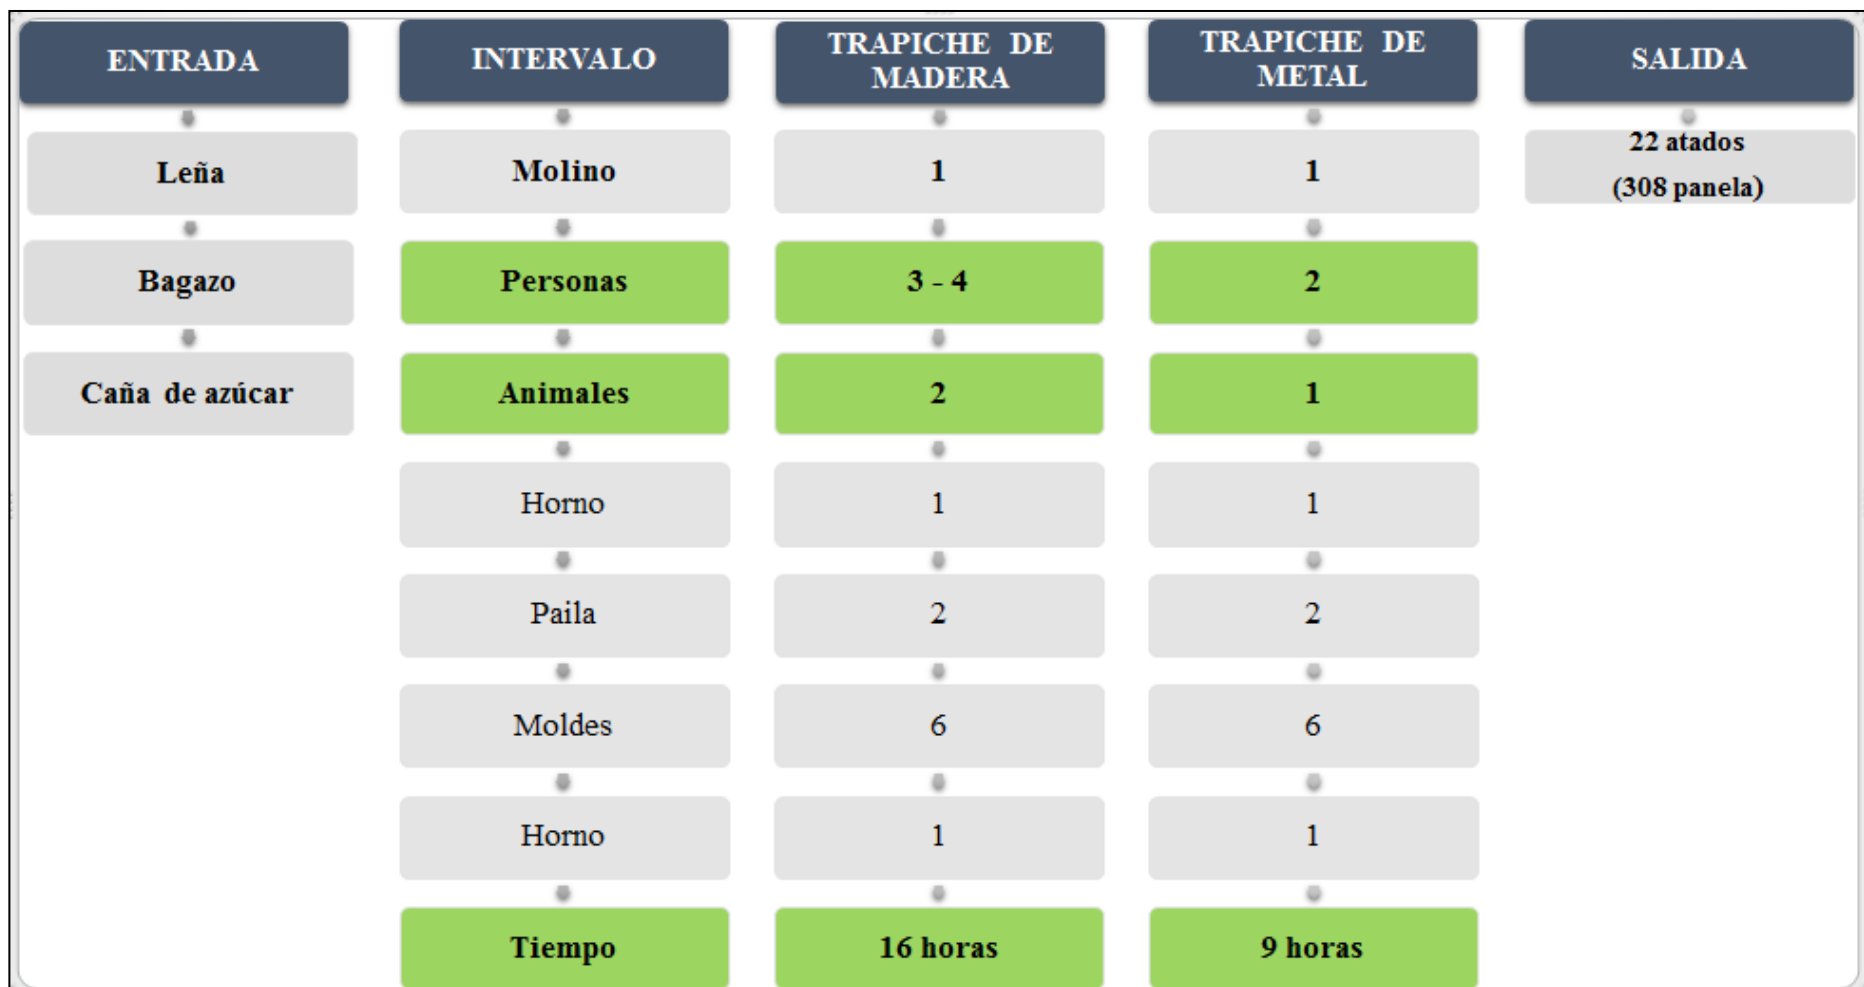 ENTRADA
Leña
Bagazo
Caña de azúcar
INTERVALO
Molino
Personas
Animales
Horno
Paila
Moldes
Horno
Tiempo
TRAPICHE DE
MADERA
1
3 - 4
2
1
2
6
1
16 horas
TRAPICHE DE
METAL
1
2
1
1
2
6
1
9 horas
SALIDA
22 atados
(308 panela)